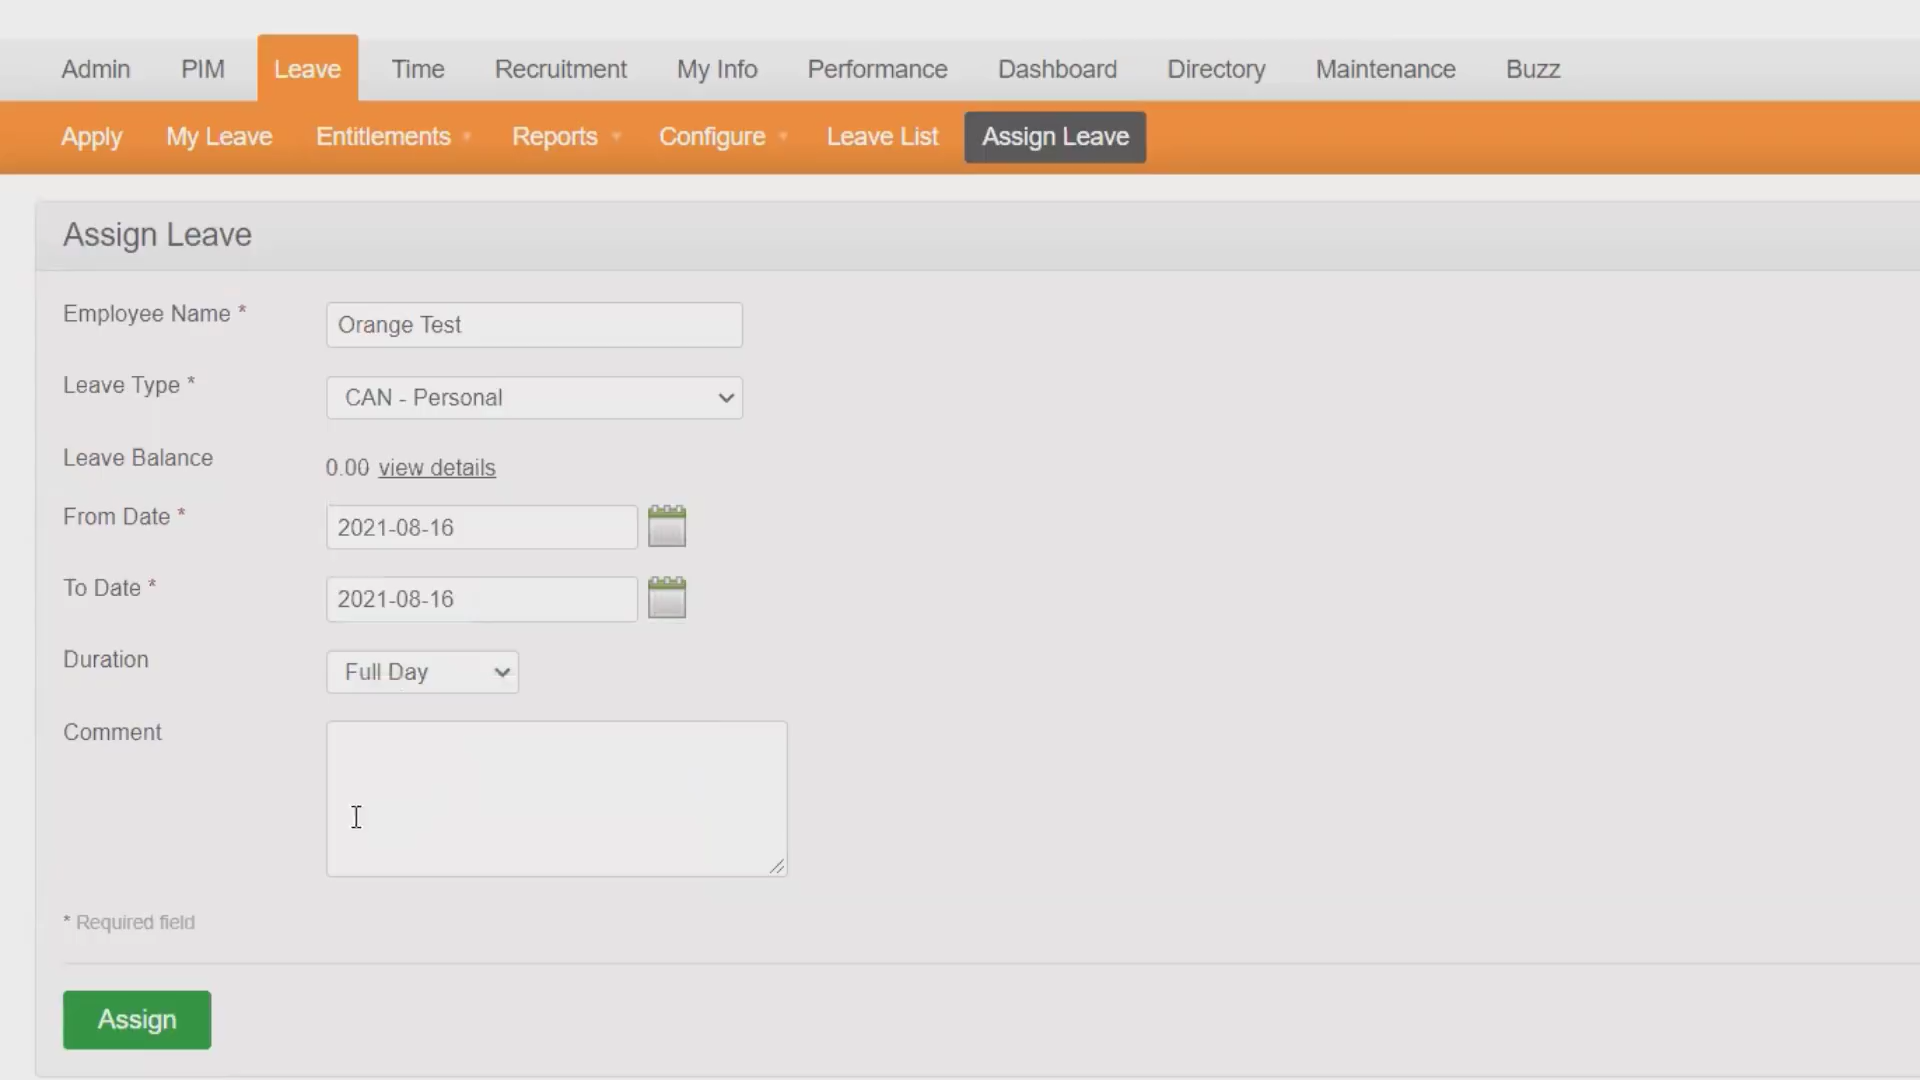 Admin PIM Leave Time Recruitment My Info Performance Dashboard Directory Maintenance Buzz
Apply My Leave Entitlements Reports Configure Leave List Assign Leave
Assign Leave
Employee Name * Orange Test
Leave Type * CAN - Personal
Leave Balance 0.00 view details
From Date * 2021-08-16
To Date * 2021-08-16
Duration Full Day
Comment
* Required field
Assign